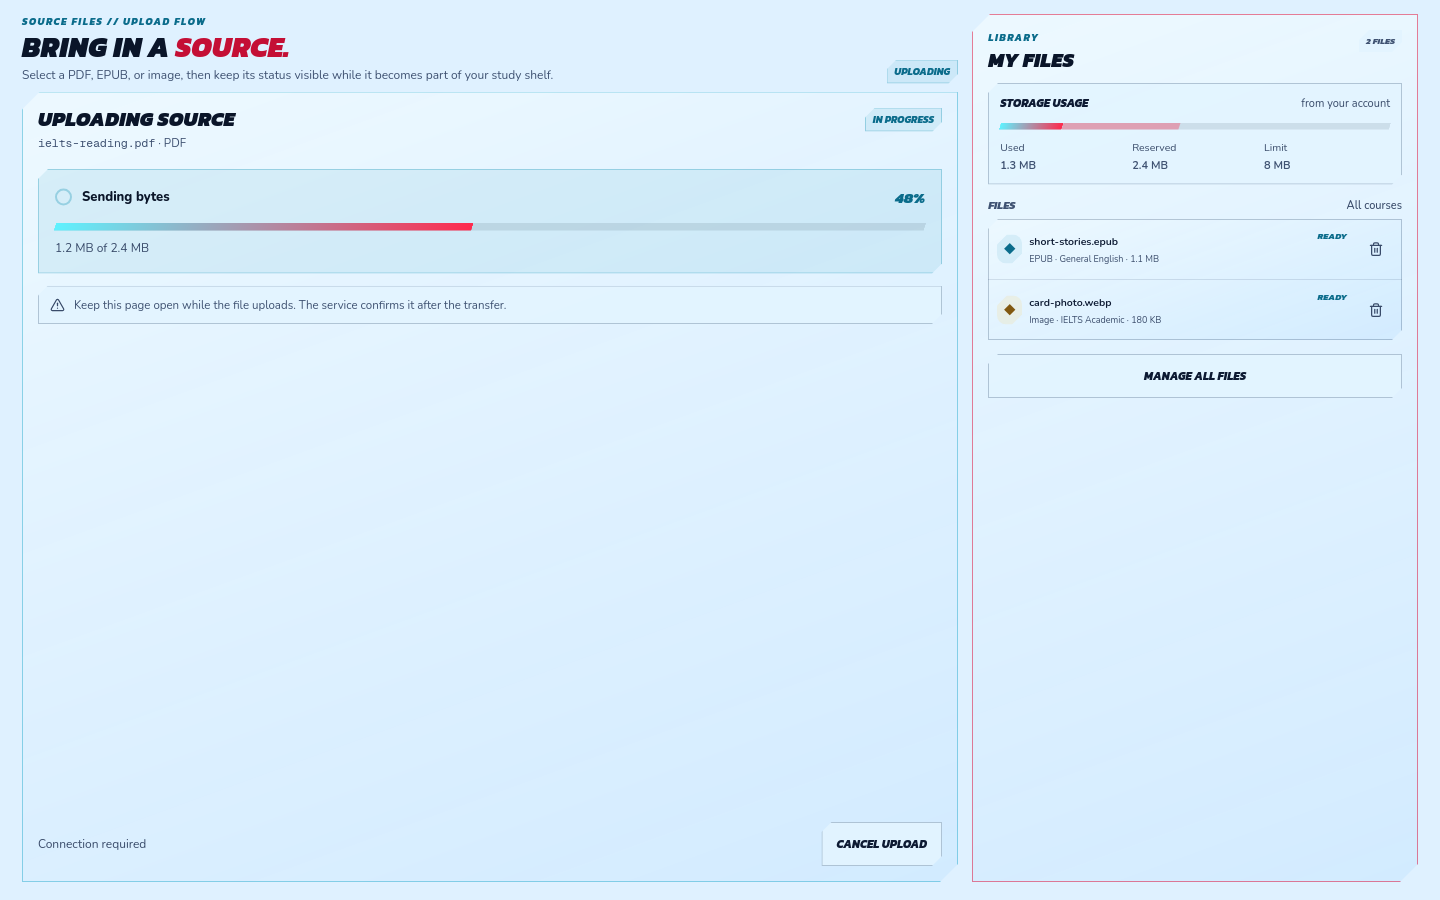 SOURCE FILES // UPLOAD FLOW
BRING IN A SOURCE.
Select a PDF, EPUB, or image, then keep its status visible while it becomes part of your study shelf.
UPLOADING
UPLOADING SOURCE
IN PROGRESS
ielts-reading.pdf · PDF
Sending bytes
48%
1.2 MB of 2.4 MB
Keep this page open while the file uploads. The service confirms it after the transfer.
Connection required
CANCEL UPLOAD
LIBRARY
2 FILES
MY FILES
STORAGE USAGE
from your account
Used
Reserved
Limit
1.3 MB
2.4 MB
8 MB
FILES
All courses
short-stories.epub
READY
EPUB · General English · 1.1 MB
card-photo.webp
READY
Image · IELTS Academic · 180 KB
MANAGE ALL FILES